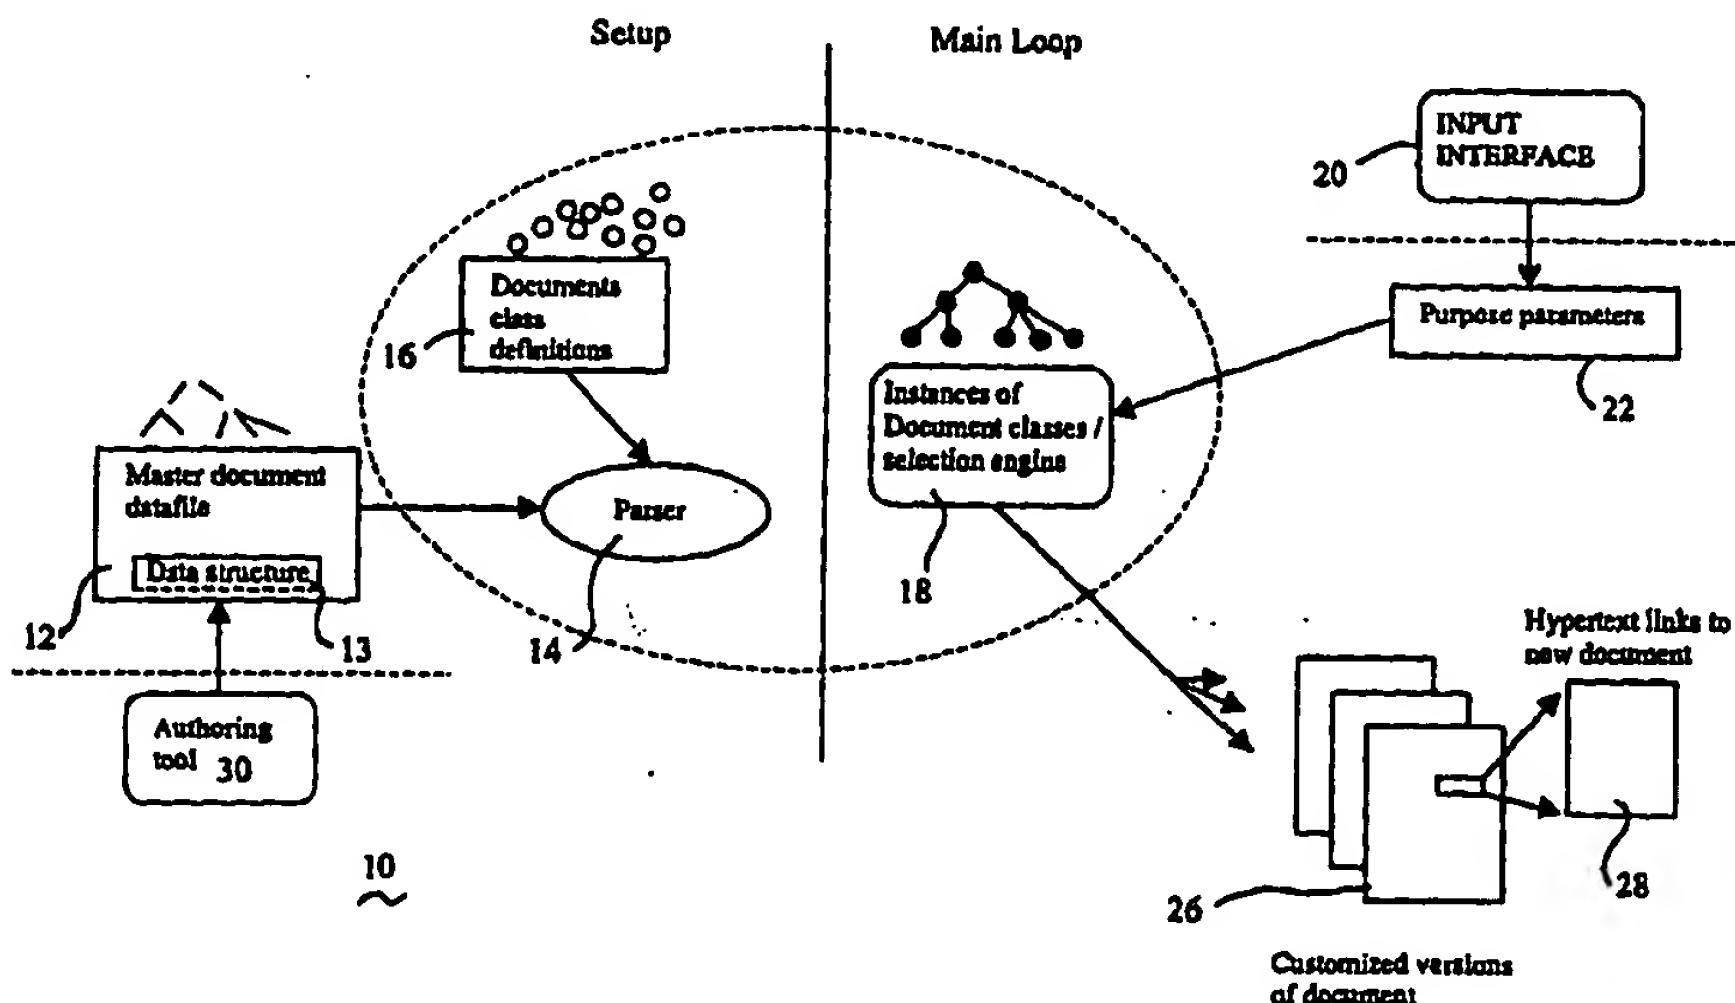 Setup
Main Loop
INPUT
INTERFACE
20
Documents
class
definitions
16
Purpose parameters
22
Instances of
Document classes /
selection engine
18
Master document
datafile
Data structure
12
13
Parser
14
Authoring
tool 30
10
Hypertext links to
new document
28
26
Customized versions
of document